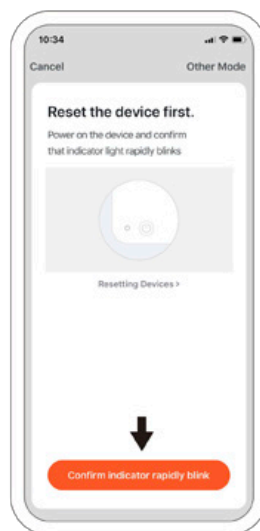 10:34
Cancel Other Mode
Reset the device first.
Power on the device and confirm
that indicator light rapidly blinks
Resetting Devices >
Confirm indicator rapidly blink